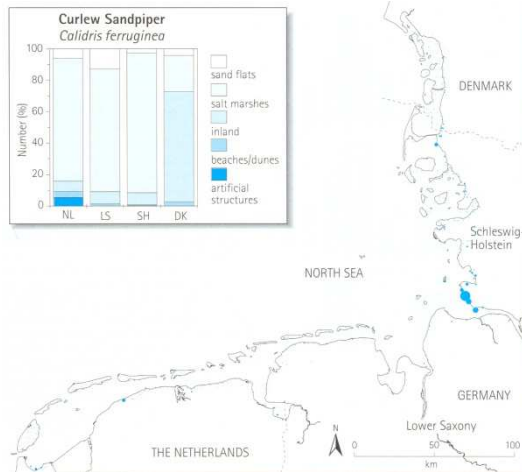 Curlew Sandpiper
Calidris ferruginea
100
80
60
40
20
0
Number (%)
NL
LS
SH
DK
sand flats
salt marshes
inland
beaches/dunes
artificial
structures
DENMARK
Schleswig-
Holstein
NORTH SEA
GERMANY
Lower Saxony
THE NETHERLANDS
N
0
50
100
km